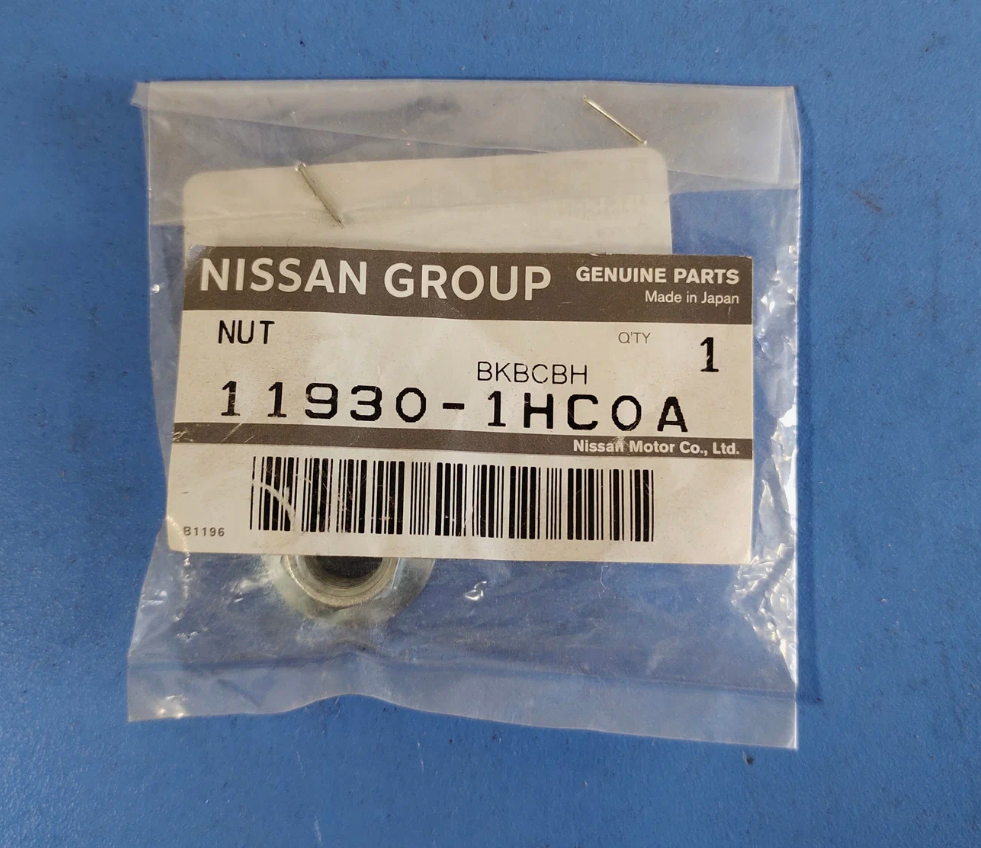 NISSAN GROUP GENUINE PARTS
Made in Japan
NUT Q'TY 1
BKBCBH
11930-1HC0A
Nissan Motor Co., Ltd.
B1196